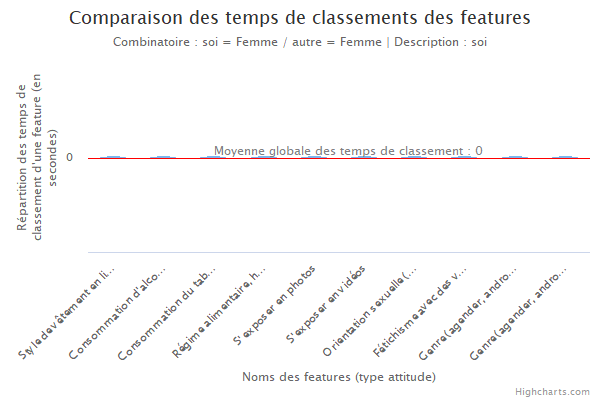 Comparaison des temps de classements des features
Combinatoire : soi = Femme / autre = Femme | Description : soi
Répartition des temps de
classement d'une feature (en
secondes)
0
Moyenne globale des temps de classement : 0
Style de vêtement en li...
Consommation d'alco...
Consommation du tab...
Régime alimentaire, h...
S'exposer en photos
S'exposer en vidéos
Orientation sexuelle (...
Fétichisme avec des v...
Genre (agender, andro...
Genre (agender, andro...
Noms des features (type attitude)
Highcharts.com